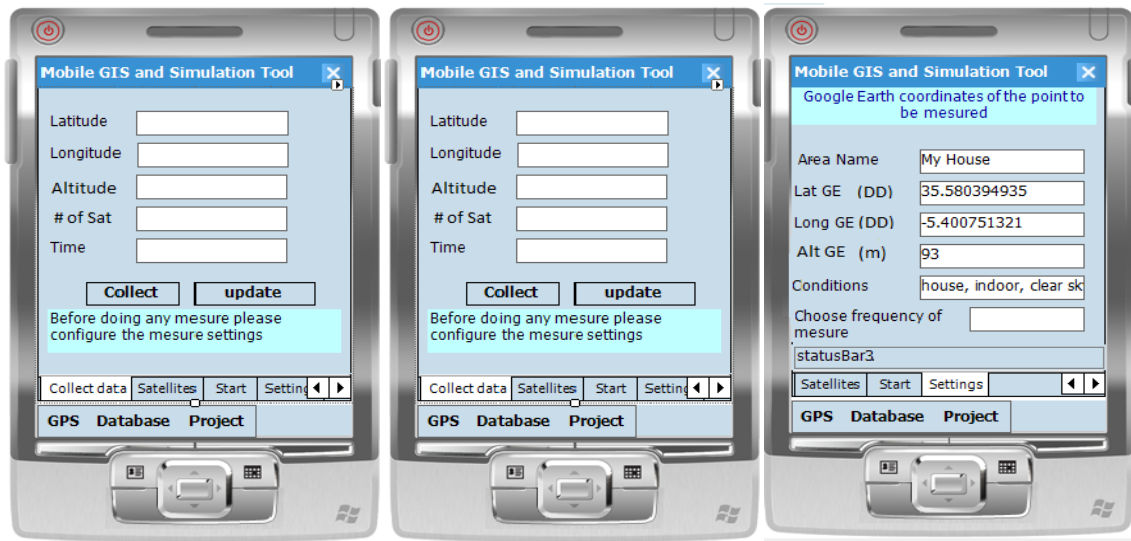 Mobile GIS and Simulation Tool
Latitude
Longitude
Altitude
# of Sat
Time
Collect update
Before doing any mesure please
configure the mesure settings
Collect data Satellites Start Setting
GPS Database Project
Mobile GIS and Simulation Tool
Latitude
Longitude
Altitude
# of Sat
Time
Collect update
Before doing any mesure please
configure the mesure settings
Collect data Satellites Start Setting
GPS Database Project
Mobile GIS and Simulation Tool
Google Earth coordinates of the point to
be mesured
Area Name My House
Lat GE (DD) 35.580394935
Long GE (DD) -5.400751321
Alt GE (m) 93
Conditions house, indoor, clear sk
Choose frequency of
mesure
statusBar3
Satellites Start Settings
GPS Database Project